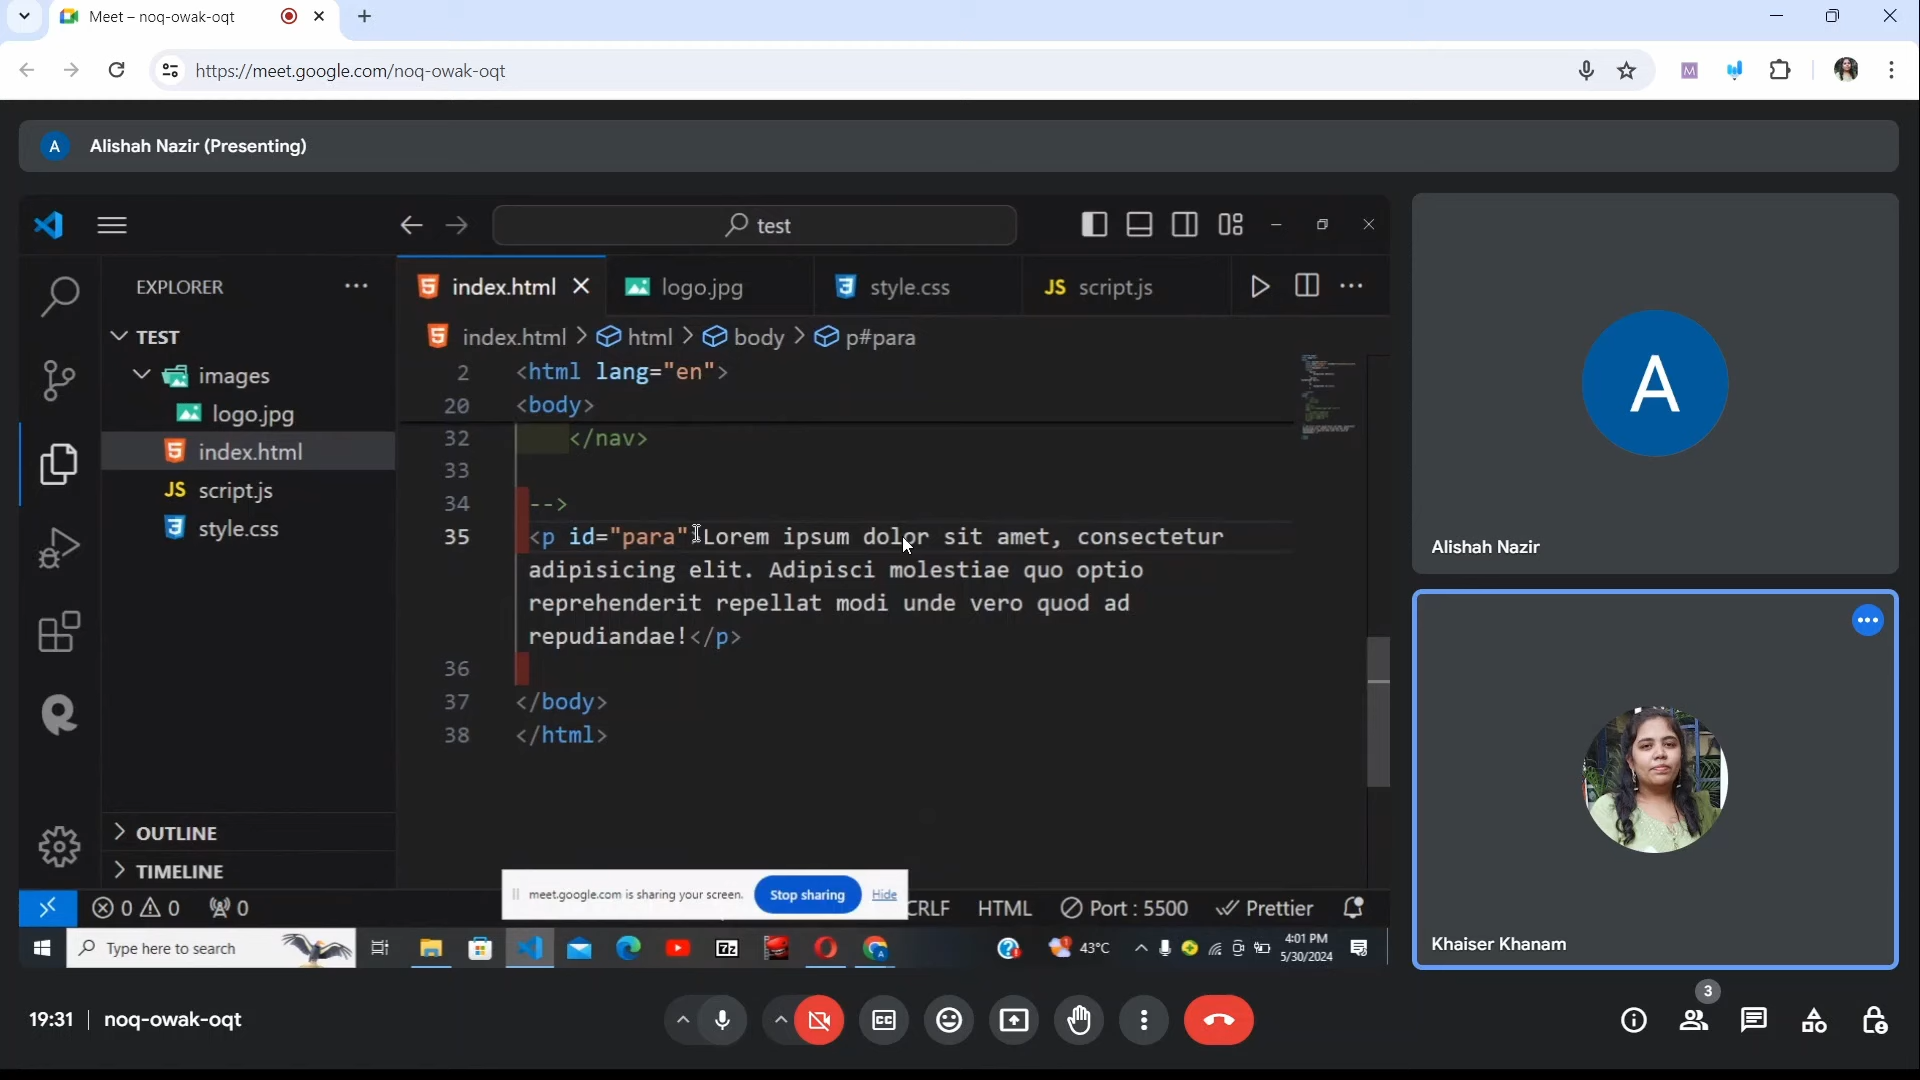 Meet – noq-owak-oqt
https://meet.google.com/noq-owak-oqt
M
A Alishah Nazir (Presenting)
test
EXPLORER
index.html
logo.jpg
style.css
JS script.js
TEST
index.html > html > body > p#para
images
logo.jpg
index.html
JS script.js
style.css
2 <html lang="en">
20 <body>
32 </nav>
33
34 -->
35 <p id="para">Lorem ipsum dolor sit amet, consectetur
adipisicing elit. Adipisci molestiae quo optio
reprehenderit repellat modi unde vero quod ad
repudiandae!</p>
36
37 </body>
38 </html>
OUTLINE
TIMELINE
meet.google.com is sharing your screen. Stop sharing Hide
0 0 0 CRLF HTML Port : 5500 Prettier
Type here to search
7z
43°C
4:01 PM
5/30/2024
A
Alishah Nazir
Khaiser Khanam
19:31 | noq-owak-oqt
3